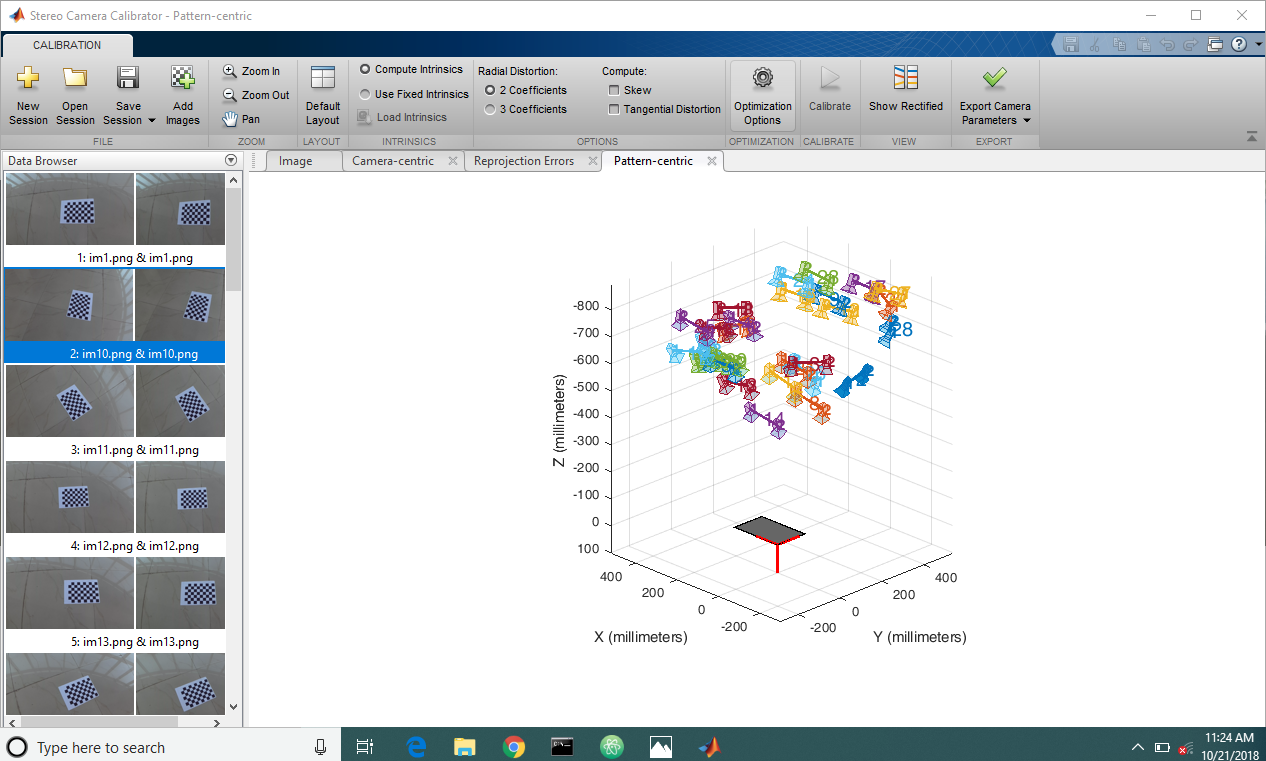 Stereo Camera Calibrator - Pattern-centric
CALIBRATION
New Session
Open Session
Save Session
Add Images
FILE
Zoom In
Zoom Out
Pan
ZOOM
Default Layout
LAYOUT
Compute Intrinsics
Use Fixed Intrinsics
Load Intrinsics
INTRINSICS
Radial Distortion:
2 Coefficients
3 Coefficients
Compute:
Skew
Tangential Distortion
OPTIONS
Optimization Options
OPTIMIZATION
Calibrate
CALIBRATE
Show Rectified
VIEW
Export Camera Parameters
EXPORT
Data Browser
Image
Camera-centric
Reprojection Errors
Pattern-centric
1: im1.png & im1.png
2: im10.png & im10.png
3: im11.png & im11.png
4: im12.png & im12.png
5: im13.png & im13.png
-800
-700
-600
-500
-400
-300
-200
-100
0
100
Z (millimeters)
400
200
0
-200
X (millimeters)
-200
0
200
400
Y (millimeters)
28
Type here to search
11:24 AM
10/21/2018